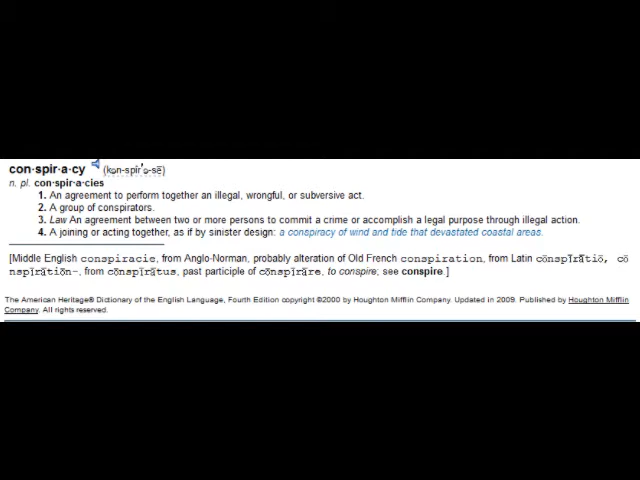 con·spir·a·cy (kən-spîr′ə-sē)
n. pl. con·spir·a·cies
1. An agreement to perform together an illegal, wrongful, or subversive act.
2. A group of conspirators.
3. Law An agreement between two or more persons to commit a crime or accomplish a legal purpose through illegal action.
4. A joining or acting together, as if by sinister design: a conspiracy of wind and tide that devastated coastal areas.
[Middle English conspiracie, from Anglo-Norman, probably alteration of Old French conspiration, from Latin cōnspīrātiō, cō
nspīrātiōn-, from cōnspīrātus, past participle of cōnspīrāre, to conspire; see conspire.]
The American Heritage® Dictionary of the English Language, Fourth Edition copyright ©2000 by Houghton Mifflin Company. Updated in 2009. Published by Houghton Mifflin
Company. All rights reserved.